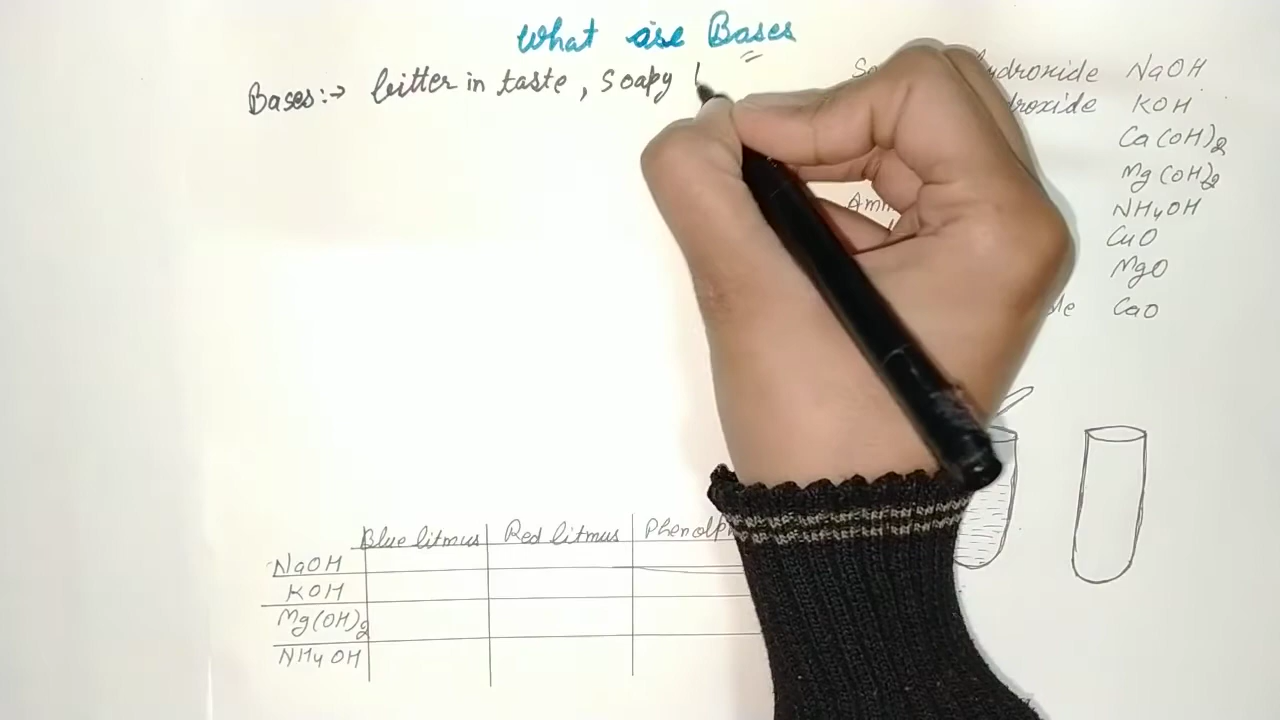 What are Bases
Bases:→ bitter in taste, soapy
NaOH
KOH
Ca(OH)2
Mg(OH)2
NH4OH
CuO
MgO
CaO
Blue litmus Red litmus
NaOH
KOH
Mg(OH)2
NH4OH